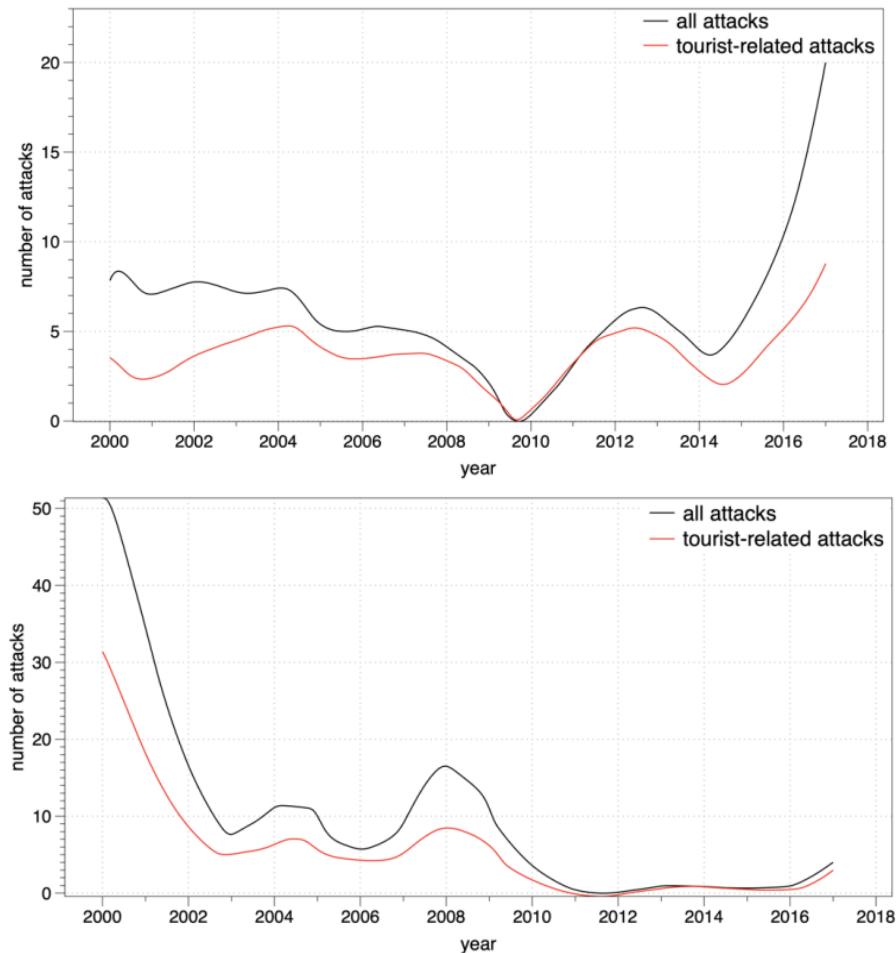 all attacks
tourist-related attacks
20
15
10
5
0
number of attacks
2000 2002 2004 2006 2008 2010 2012 2014 2016 2018
year
all attacks
tourist-related attacks
50
40
30
20
10
0
number of attacks
2000 2002 2004 2006 2008 2010 2012 2014 2016 2018
year